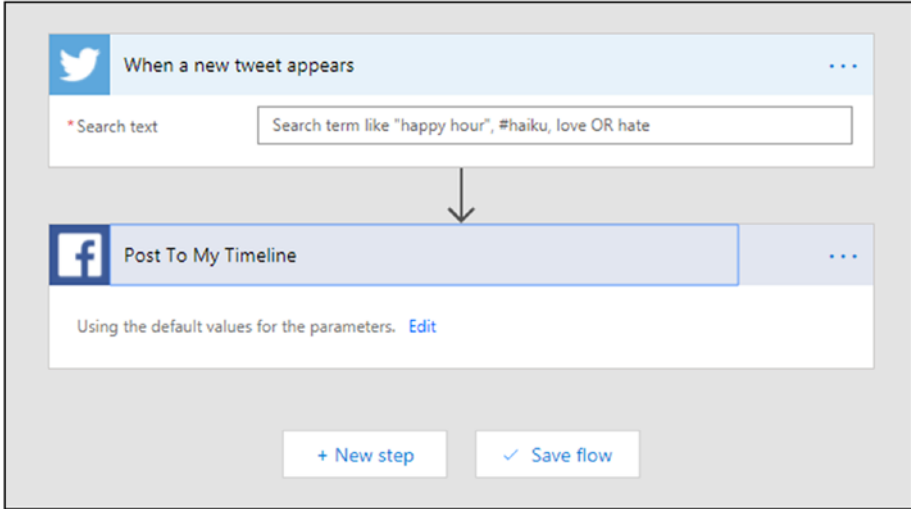 When a new tweet appears
...
* Search text
Search term like "happy hour", #haiku, love OR hate
Post To My Timeline
...
Using the default values for the parameters. Edit
+ New step
Save flow